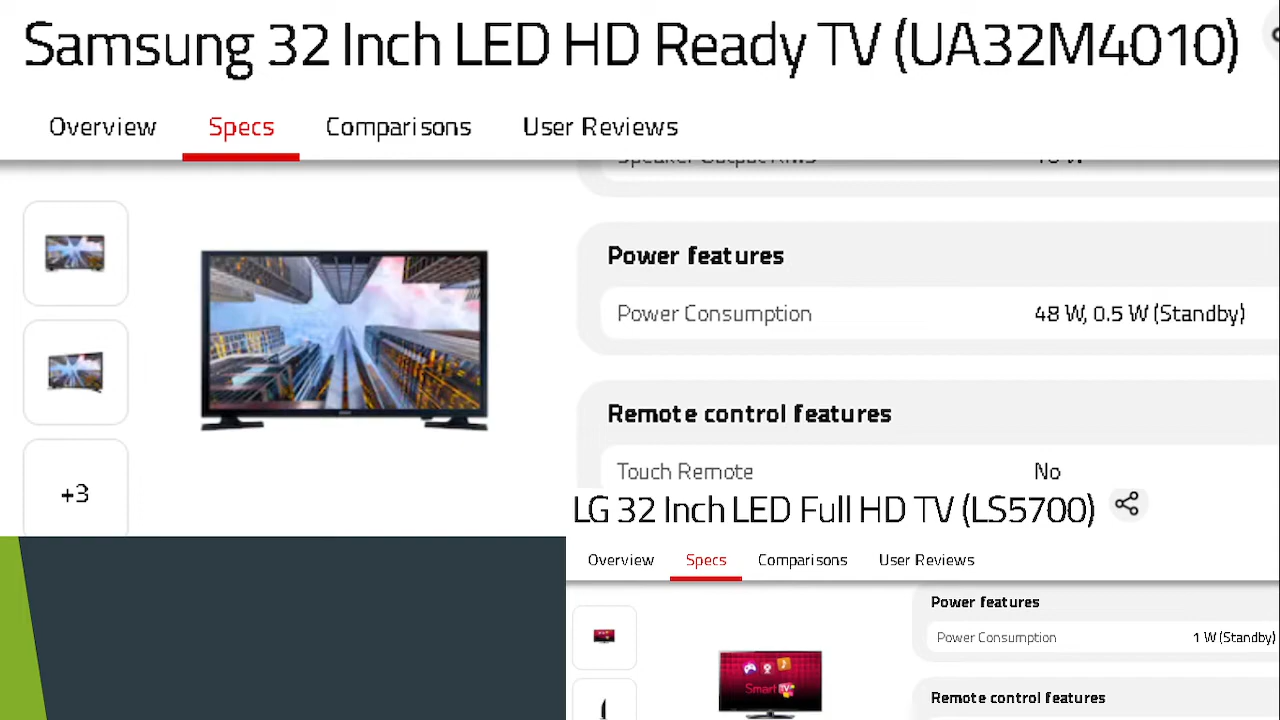 Samsung 32 Inch LED HD Ready TV (UA32M4010)
Overview Specs Comparisons User Reviews
Power features
Power Consumption 48 W, 0.5 W (Standby)
Remote control features
Touch Remote No
+3
LG 32 Inch LED Full HD TV (LS5700)
Overview Specs Comparisons User Reviews
Power features
Power Consumption 1 W (Standby)
Smart TV
Remote control features